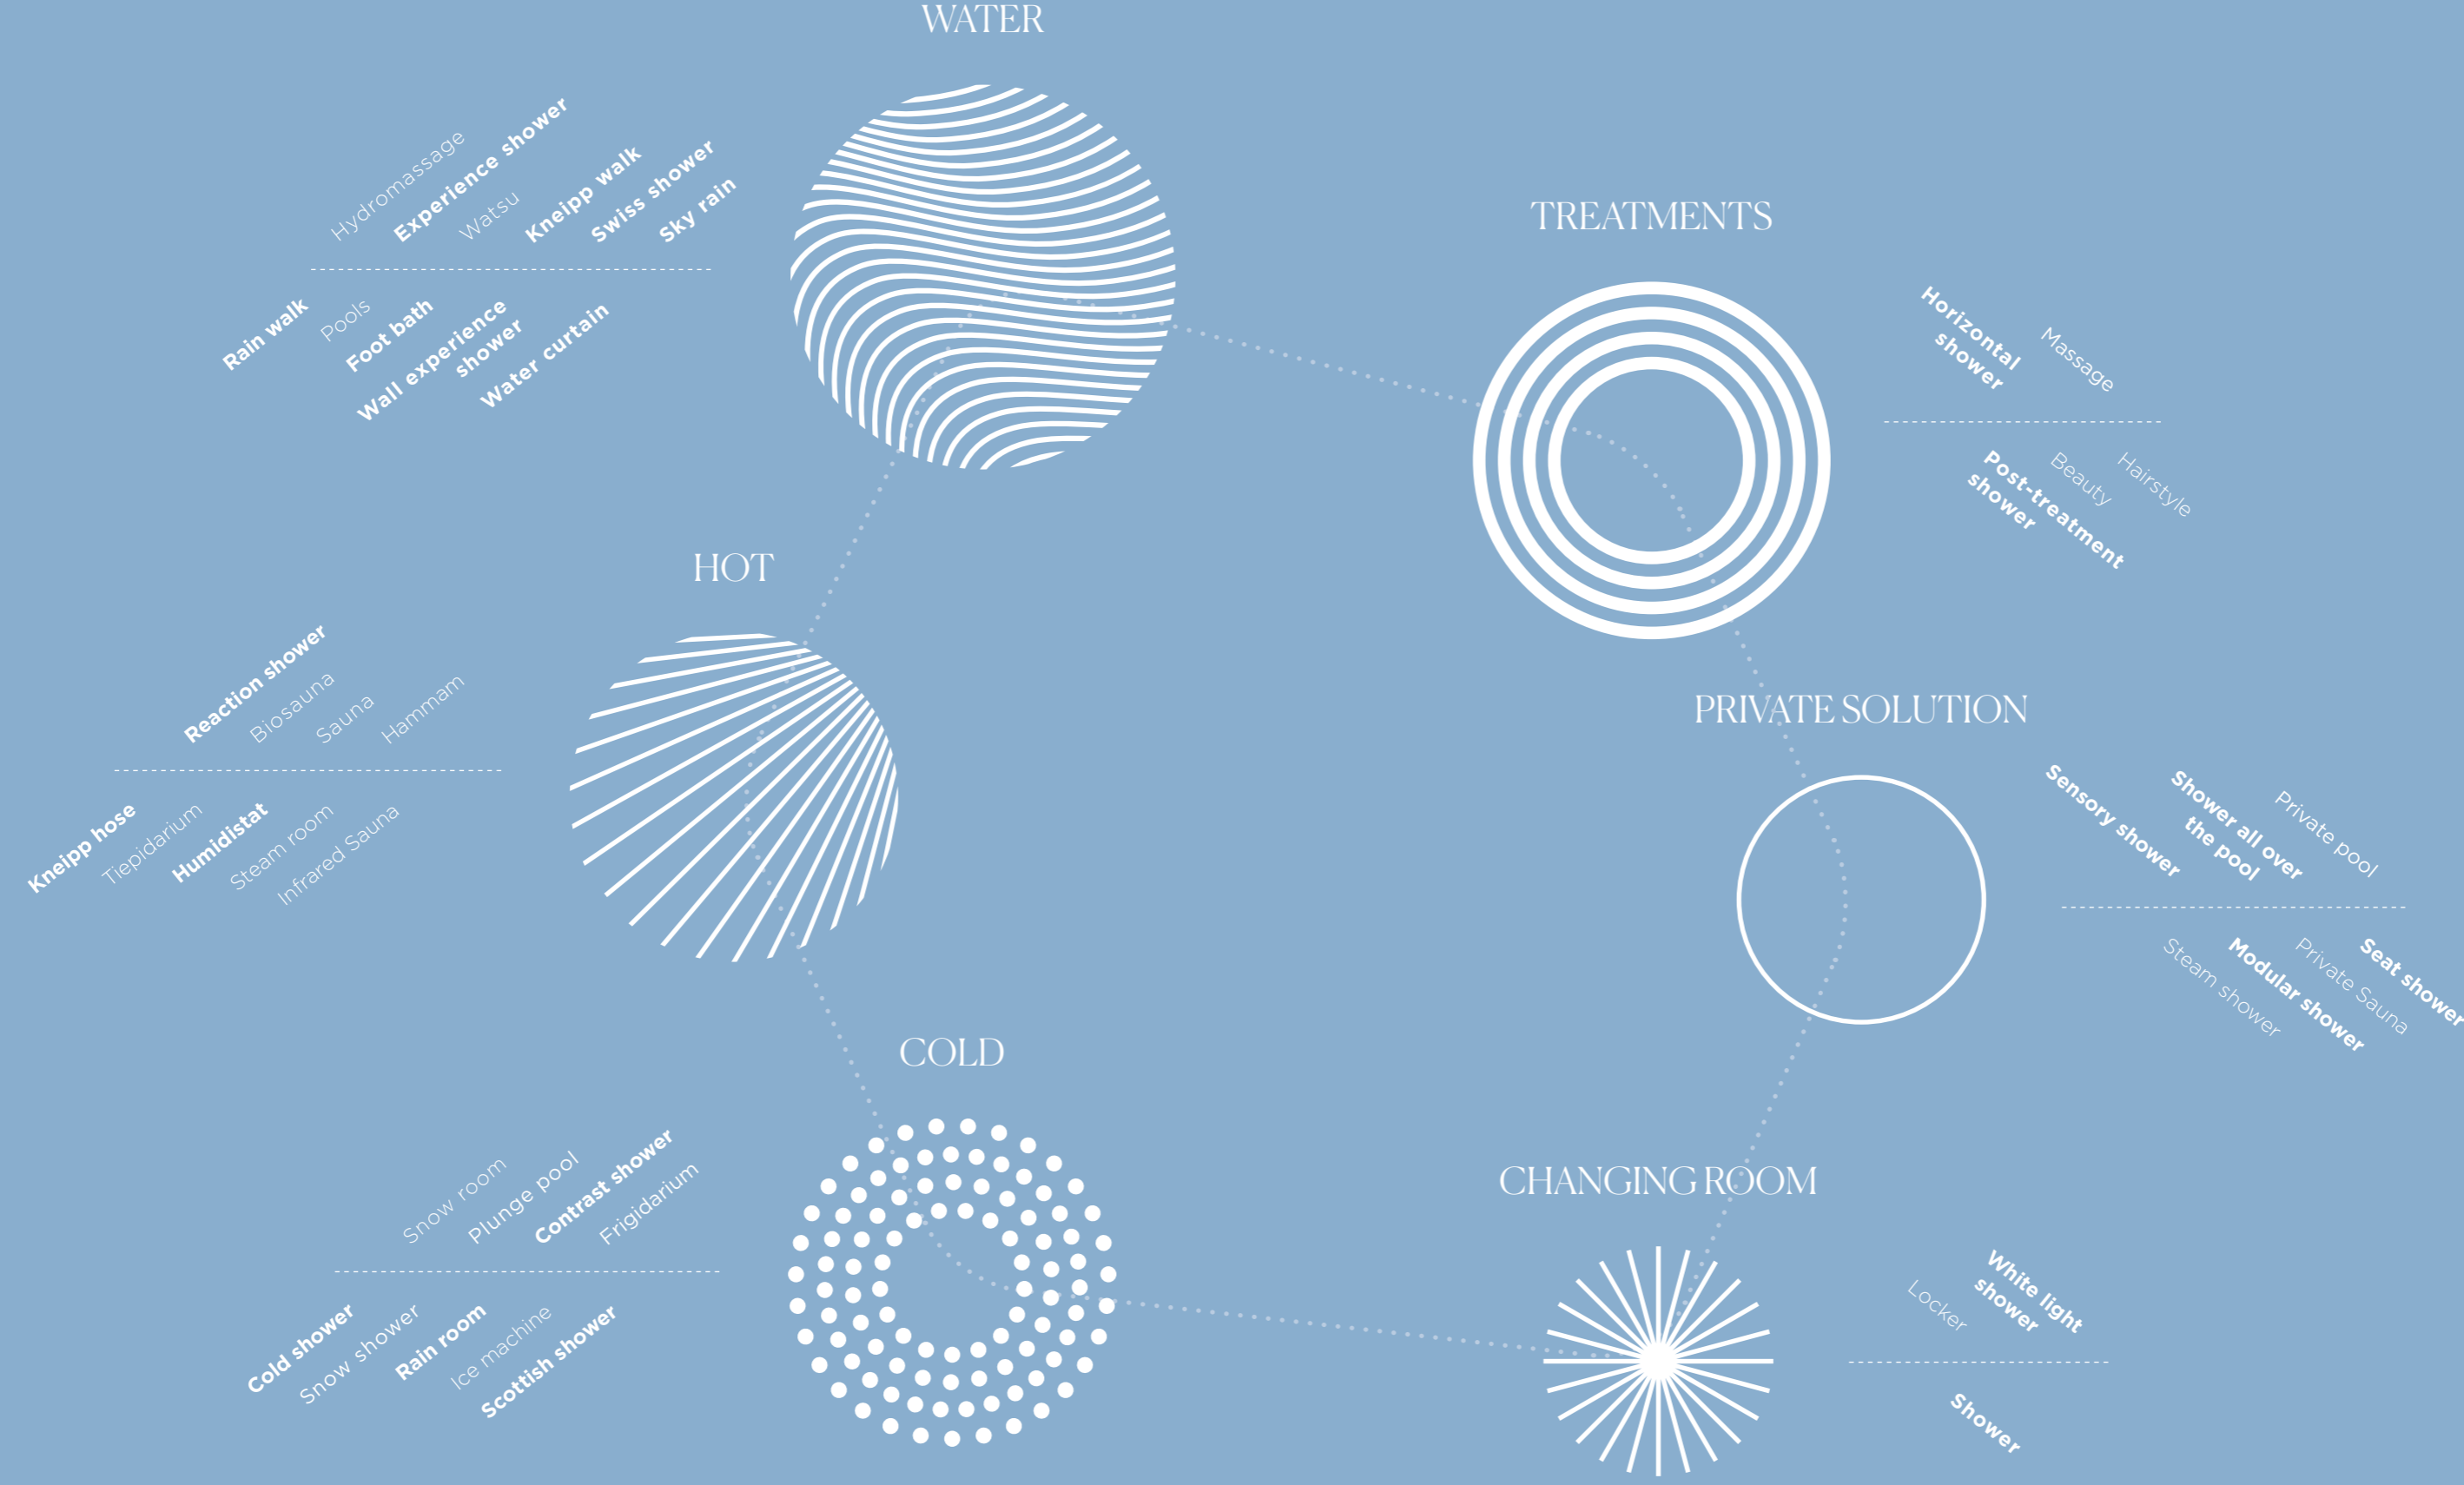 WATER
Hydromassage
Experience shower
Watsu
Kneipp walk
Swiss shower
Sky rain
Rain walk
Pools
Foot bath
Wall experience
shower
Water curtain
TREATMENTS
Horizontal
shower
Massage
Post-treatment
shower
Beauty
Hairstyle
HOT
Reaction shower
Biosauna
Sauna
Hammam
Kneipp hose
Tiepidarium
Humidistat
Steam room
Infrared Sauna
PRIVATE SOLUTION
Sensory shower
Shower all over
the pool
Private pool
Steam shower
Modular shower
Private Sauna
Seat shower
COLD
Snow room
Plunge pool
Contrast shower
Frigidarium
Cold shower
Snow shower
Rain room
Ice machine
Scottish shower
CHANGING ROOM
Locker
White light
shower
Shower